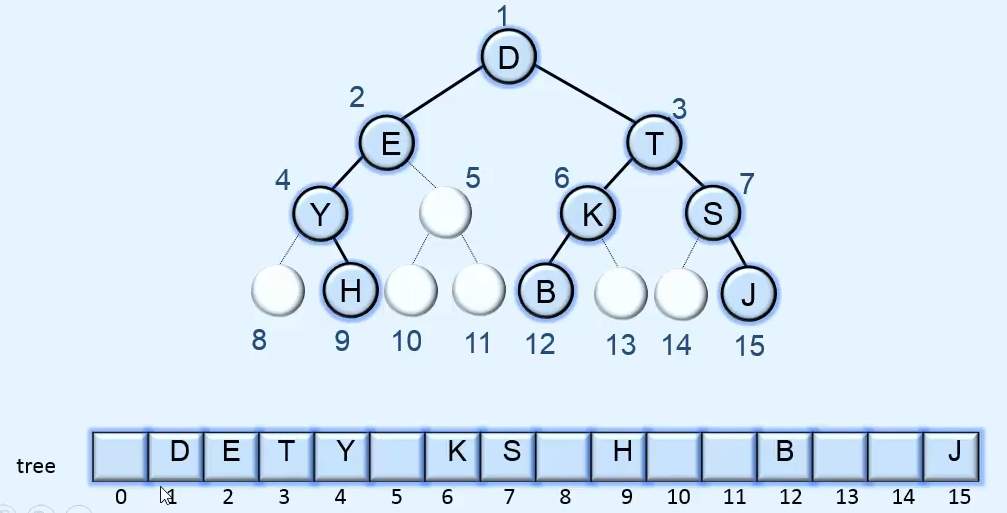 1
D
2 3
E T
4 5 6 7
Y K S
H B J
8 9 10 11 12 13 14 15
tree D E T Y K S H B J
0 1 2 3 4 5 6 7 8 9 10 11 12 13 14 15